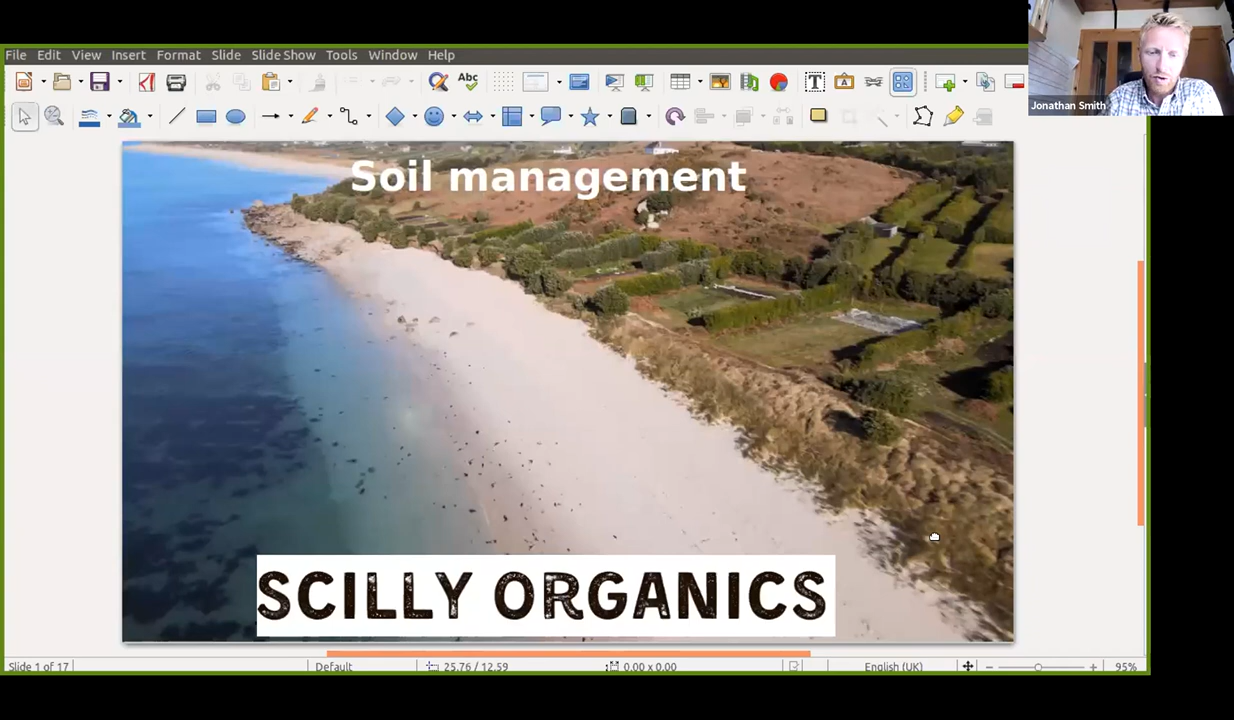 File Edit View Insert Format Slide Slide Show Tools Window Help
Jonathan Smith
Abc
T
A
Soil management
SCILLY ORGANICS
Slide 1 of 17
Default
25.76 / 12.59
0.00 x 0.00
English (UK)
95%